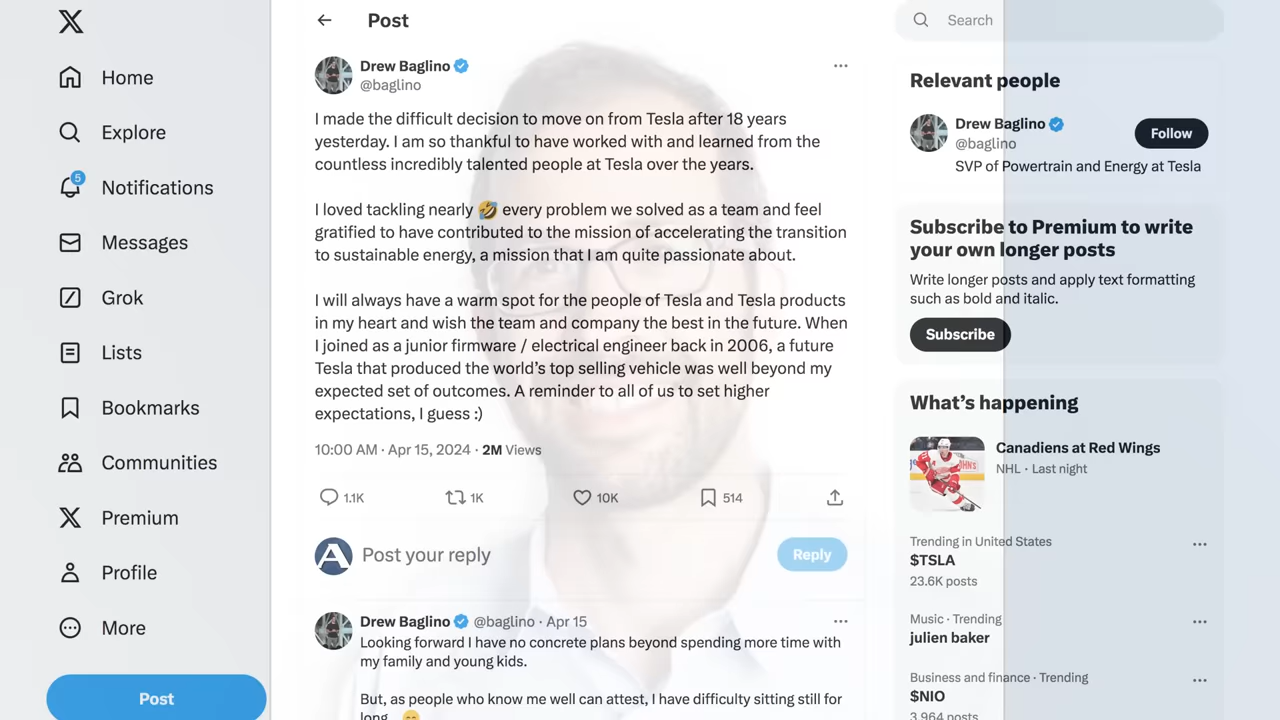 Post
Search
Home
Explore
5
Notifications
Messages
Grok
Lists
Bookmarks
Communities
Premium
Profile
More
Post
Drew Baglino
@baglino
I made the difficult decision to move on from Tesla after 18 years
yesterday. I am so thankful to have worked with and learned from the
countless incredibly talented people at Tesla over the years.
I loved tackling nearly 🤣 every problem we solved as a team and feel
gratified to have contributed to the mission of accelerating the transition
to sustainable energy, a mission that I am quite passionate about.
I will always have a warm spot for the people of Tesla and Tesla products
in my heart and wish the team and company the best in the future. When
I joined as a junior firmware / electrical engineer back in 2006, a future
Tesla that produced the world’s top selling vehicle was well beyond my
expected set of outcomes. A reminder to all of us to set higher
expectations, I guess :)
10:00 AM · Apr 15, 2024 · 2M Views
1.1K 1K 10K 514
A
Post your reply
Reply
Drew Baglino @baglino · Apr 15
Looking forward I have no concrete plans beyond spending more time with
my family and young kids.
But, as people who know me well can attest, I have difficulty sitting still for
long.. 😁
Relevant people
Drew Baglino
@baglino
Follow
SVP of Powertrain and Energy at Tesla
Subscribe to Premium to write
your own longer posts
Write longer posts and apply text formatting
such as bold and italic.
Subscribe
What’s happening
Canadiens at Red Wings
NHL · Last night
Trending in United States
$TSLA
23.6K posts
Music · Trending
julien baker
Business and finance · Trending
$NIO
3,964 posts